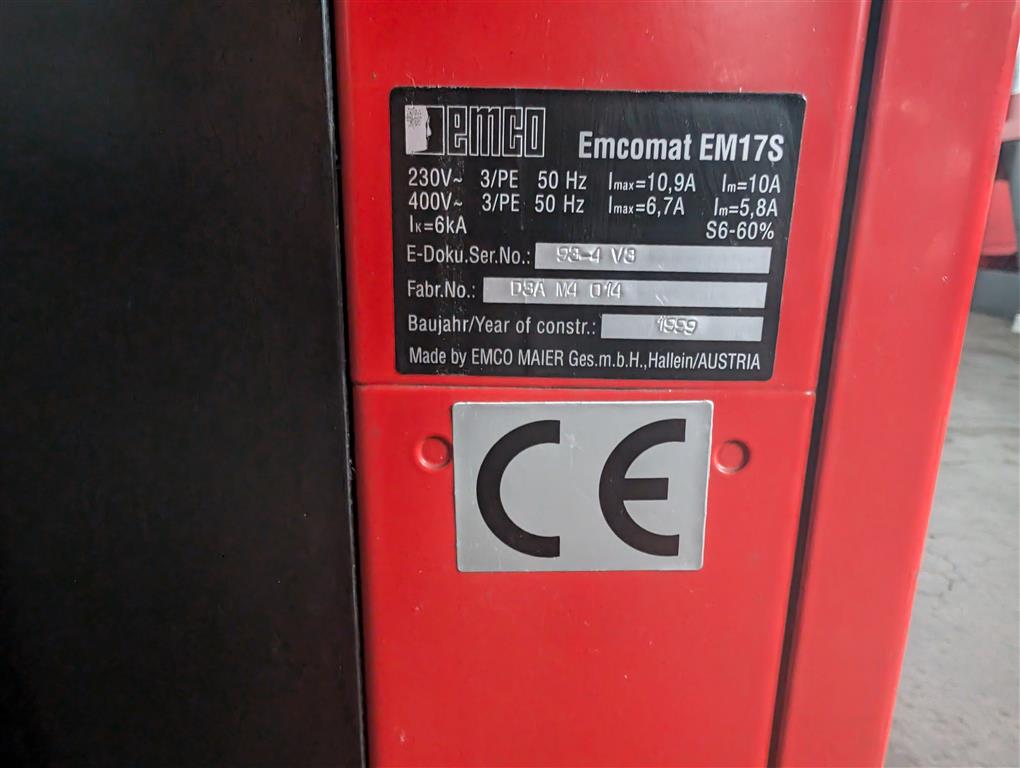 emco
Emcomat EM17S
230V~ 3/PE 50 Hz Imax=10,9A Im=10A
400V~ 3/PE 50 Hz Imax=6,7A Im=5,8A
IK=6kA S6-60%
E-Doku.Ser.No.: 93-4 V3
Fabr.No.: D3A M4 014
Baujahr/Year of constr.: 1999
Made by EMCO MAIER Ges.m.b.H.,Hallein/AUSTRIA
CE